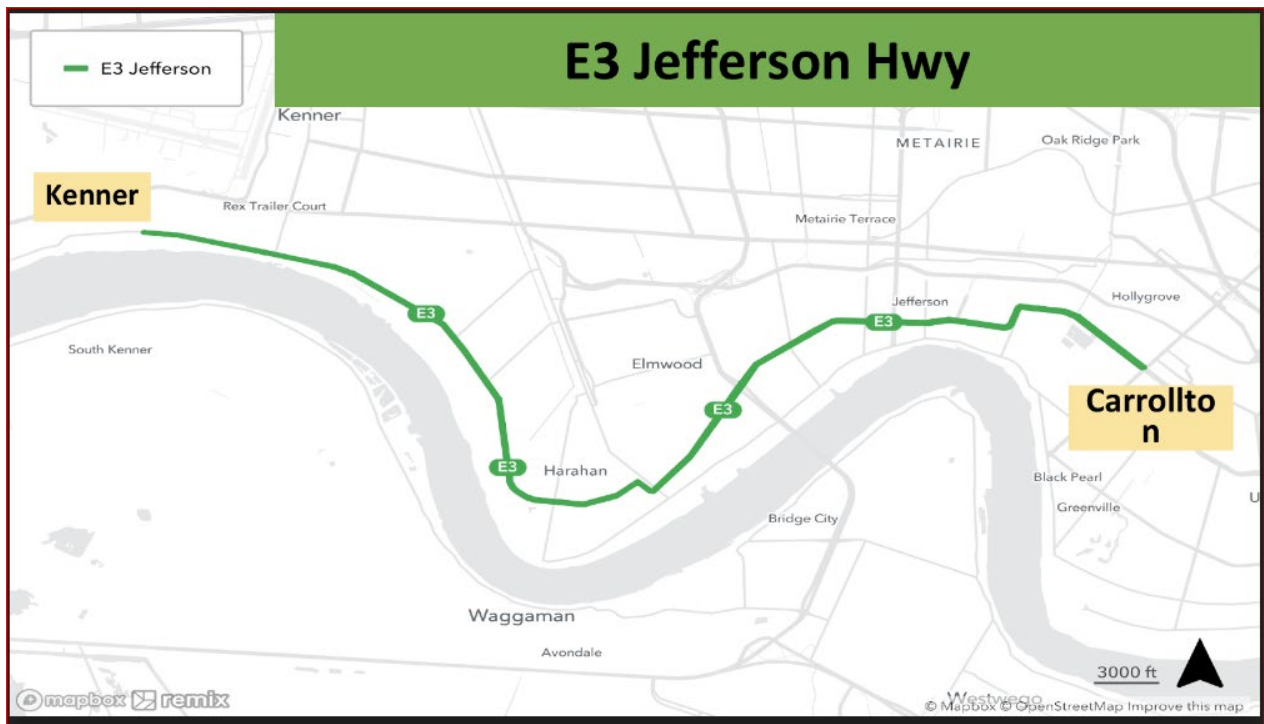 E3 Jefferson
E3 Jefferson Hwy
Kenner
METAIRIE
Oak Ridge Park
Kenner
Rex Trailer Court
Metairie Terrace
Hollygrove
Jefferson
E3
E3
South Kenner
Elmwood
Carrollto
n
E3
E3
Harahan
Black Pearl
Greenville
U
Bridge City
Waggaman
Avondale
3000 ft
Westwego
mapbox remix
© Mapbox © OpenStreetMap Improve this map